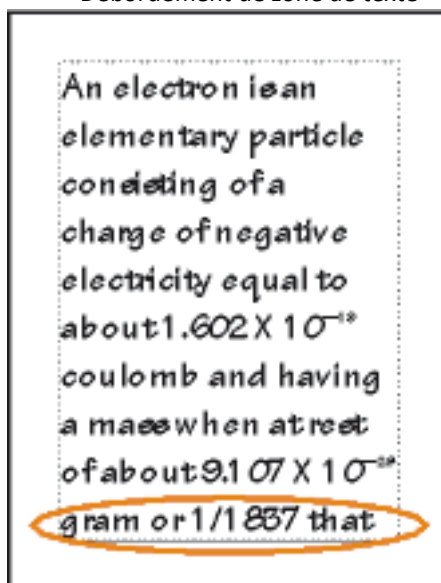 Débordement de zone de texte
An electron is an
elementary particle
consisting of a
charge of negative
electricity equal to
about 1.602 X 10⁻¹⁹
coulomb and having
a mass when at rest
of about 9.107 X 10
gram or 1/1837 that